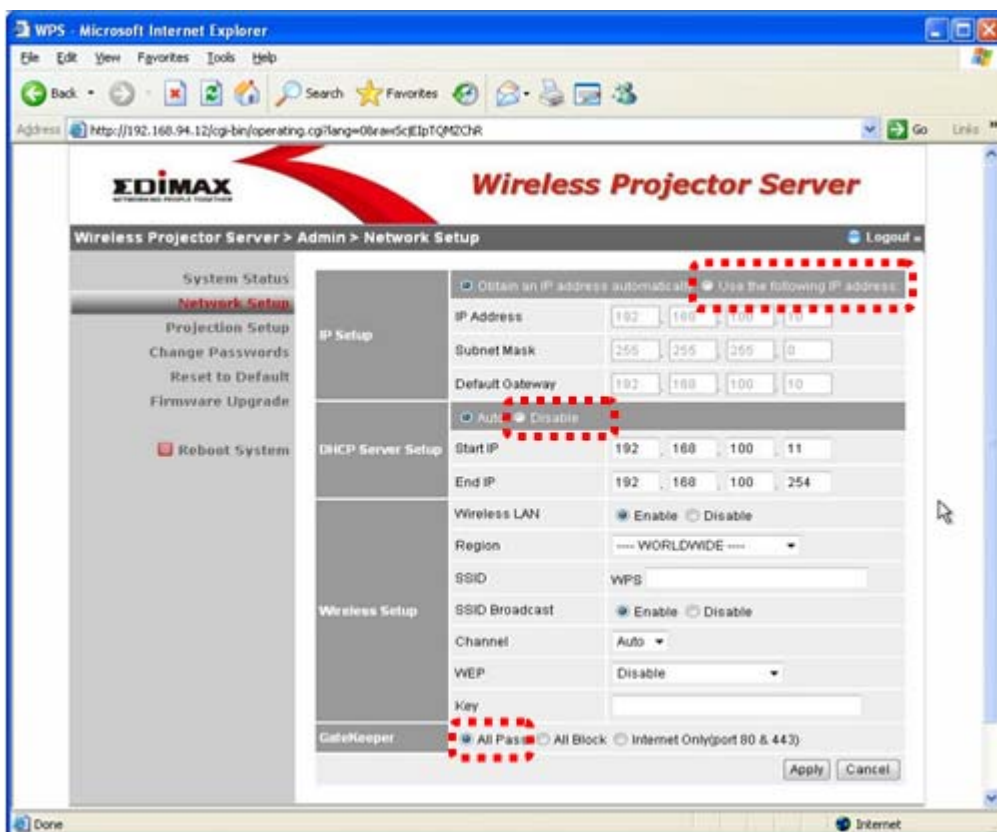 WPS - Microsoft Internet Explorer
File Edit View Favorites Tools Help
Back Search Favorites
Address http://192.168.94.12/cgi-bin/operating.cgi?lang= Go Links »
EDIMAX
NETWORKING PEOPLE TOGETHER
Wireless Projector Server
Wireless Projector Server > Admin > Network Setup Logout
System Status
Network Setup
Projection Setup
Change Passwords
Reset to Default
Firmware Upgrade
Reboot System
IP Setup
Obtain an IP address automatically Use the following IP address:
IP Address 192 . 168 . 100 . 10
Subnet Mask 255 . 255 . 255 . 0
Default Gateway 192 . 168 . 100 . 10
DHCP Server Setup
Auto Disable
Start IP 192 . 168 . 100 . 11
End IP 192 . 168 . 100 . 254
Wireless Setup
Wireless LAN Enable Disable
Region ---- WORLDWIDE ----
SSID WPS
SSID Broadcast Enable Disable
Channel Auto
WEP Disable
Key
GateKeeper All Pass All Block Internet Only(port 80 & 443)
Apply Cancel
Done Internet